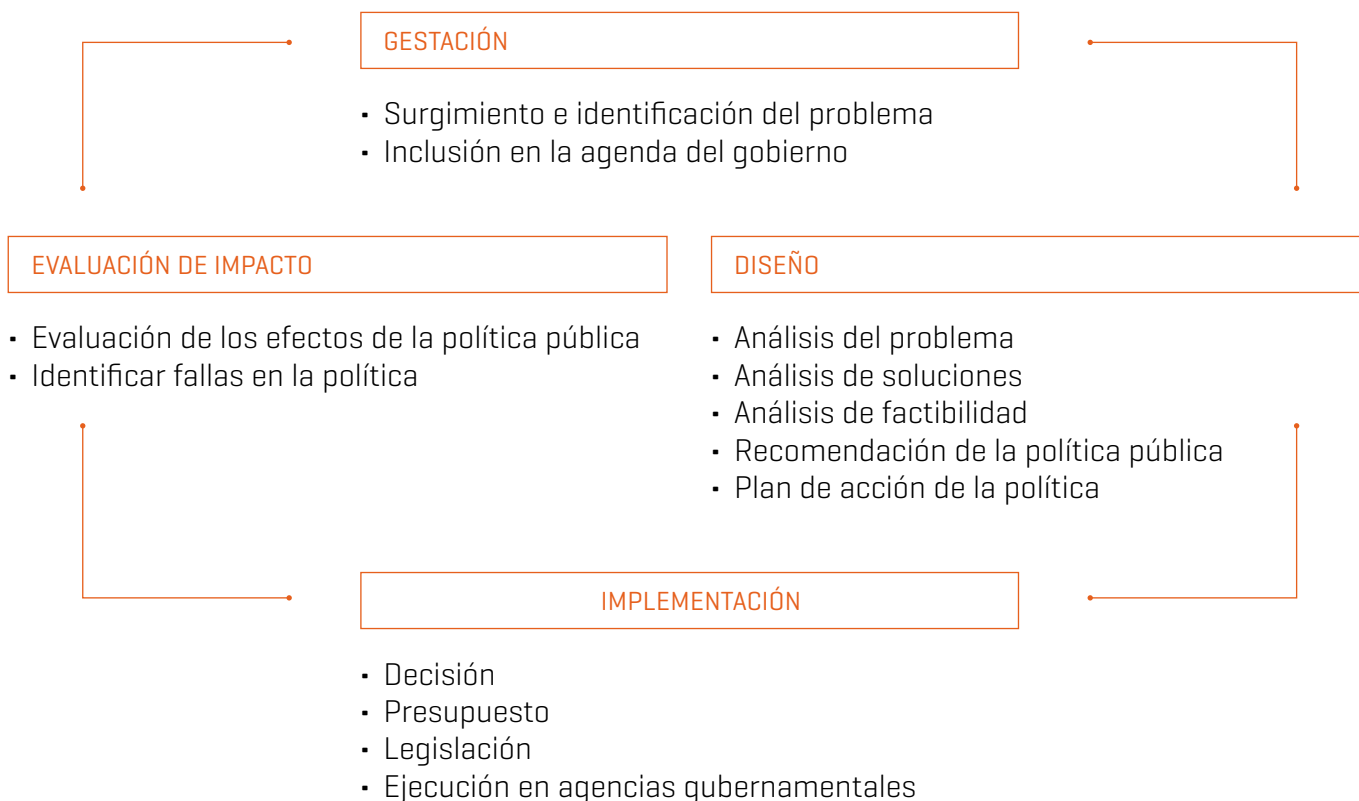 GESTACIÓN
▪ Surgimiento e identificación del problema
▪ Inclusión en la agenda del gobierno
EVALUACIÓN DE IMPACTO
▪ Evaluación de los efectos de la política pública
▪ Identificar fallas en la política
DISEÑO
▪ Análisis del problema
▪ Análisis de soluciones
▪ Análisis de factibilidad
▪ Recomendación de la política pública
▪ Plan de acción de la política
IMPLEMENTACIÓN
▪ Decisión
▪ Presupuesto
▪ Legislación
▪ Ejecución en agencias gubernamentales